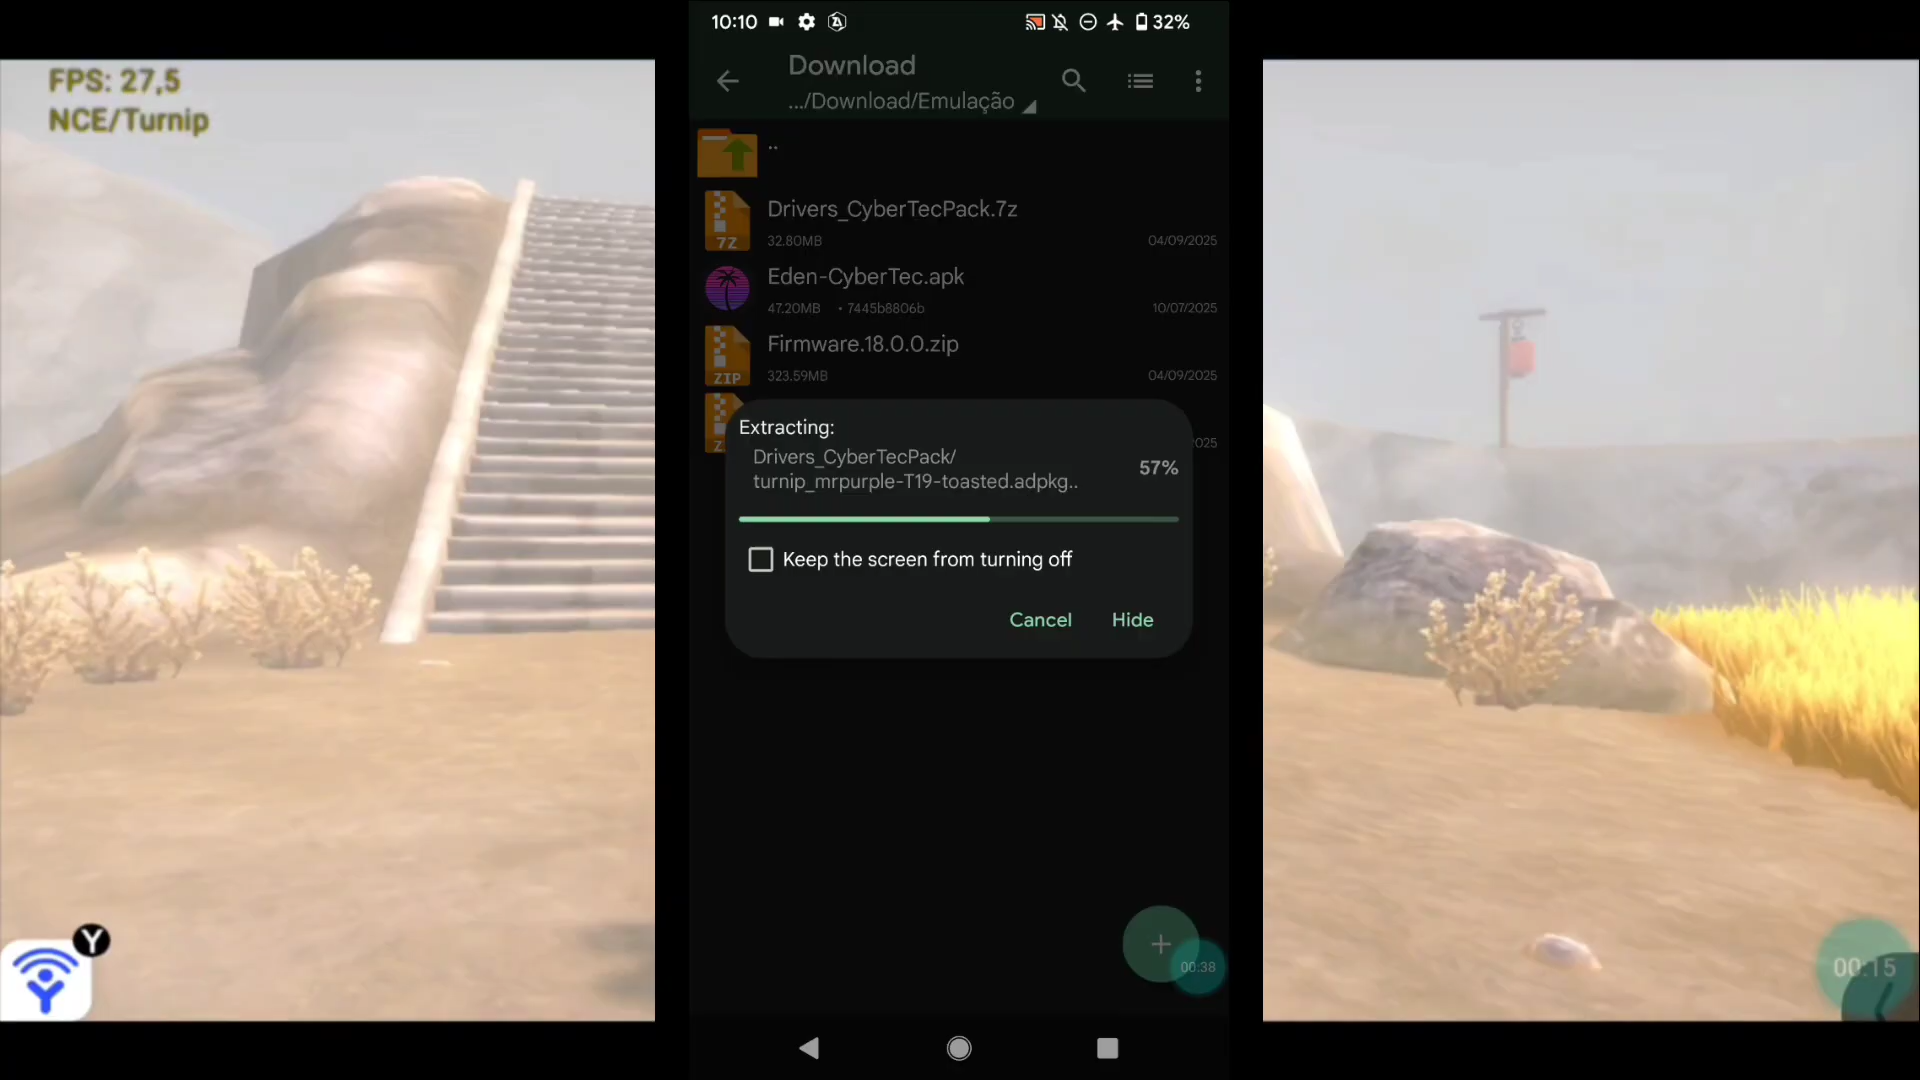 FPS: 27,5
NCE/Turnip
10:10
32%
Download
.../Download/Emulação
..
Drivers_CyberTecPack.7z
7Z
32.80MB
04/09/2025
Eden-CyberTec.apk
47.20MB • 7445b8806b
10/07/2025
Firmware.18.0.0.zip
ZIP
323.59MB
04/09/2025
Z
025
Extracting:
Drivers_CyberTecPack/
turnip_mrpurple-T19-toasted.adpkg..
57%
Keep the screen from turning off
Cancel
Hide
Y
00:38
00:15